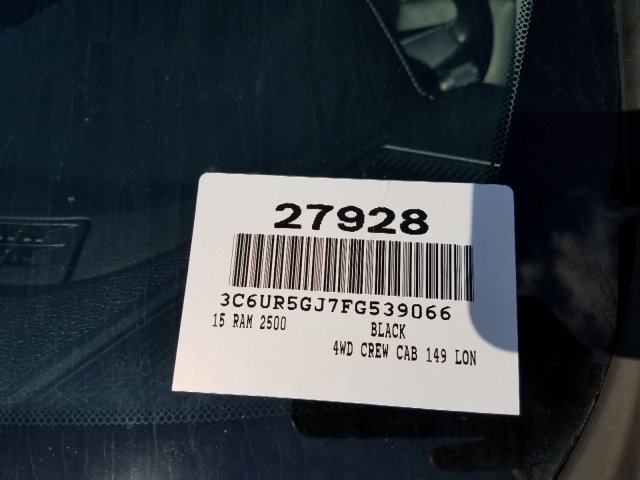 27928
3C6UR5GJ7FG539066
15 RAM 2500 BLACK
4WD CREW CAB 149 LON